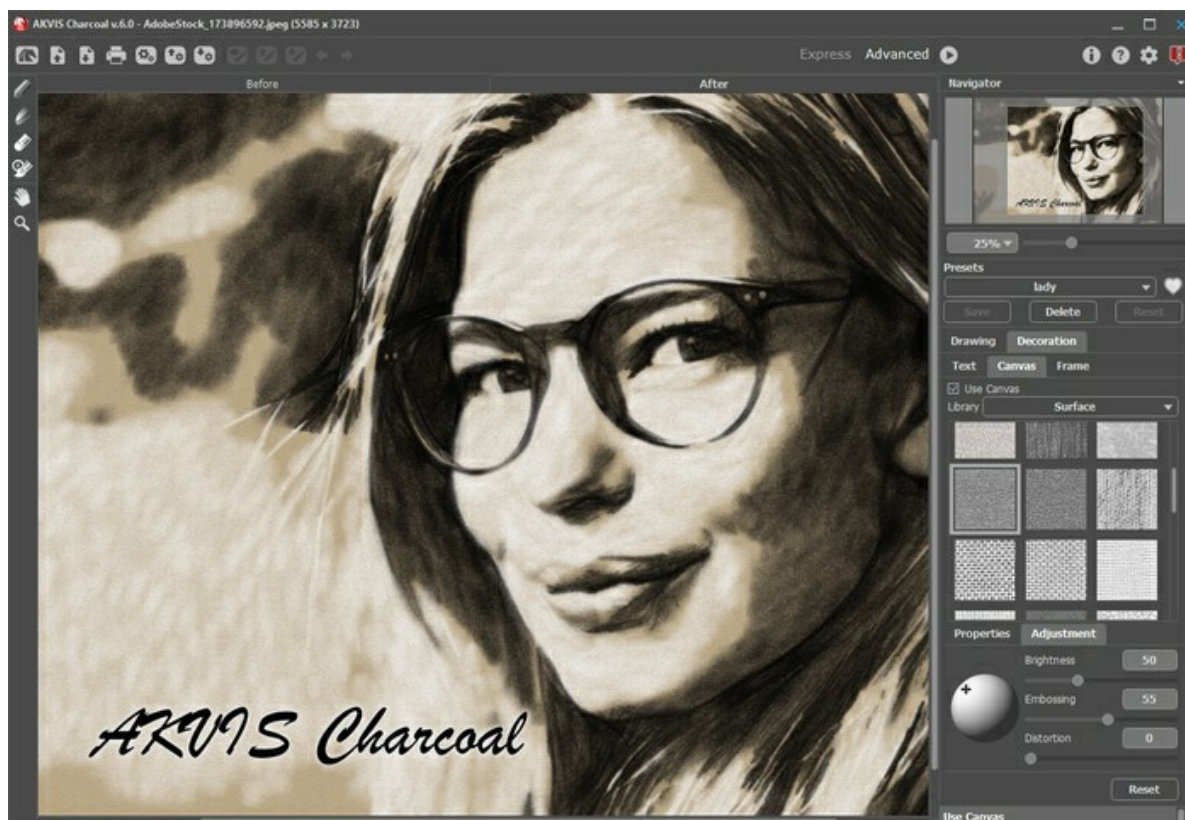 AKVIS Charcoal v.6.0 - AdobeStock_173896592.jpeg (5585 x 3723)
Express Advanced
Before After
Navigator
AKVIS Charcoal
25%
Presets
lady
Save Delete Reset
Drawing Decoration
Text Canvas Frame
Use Canvas
Library Surface
Properties Adjustment
Brightness 50
Embossing 55
Distortion 0
Reset
AKVIS Charcoal
Use Canvas